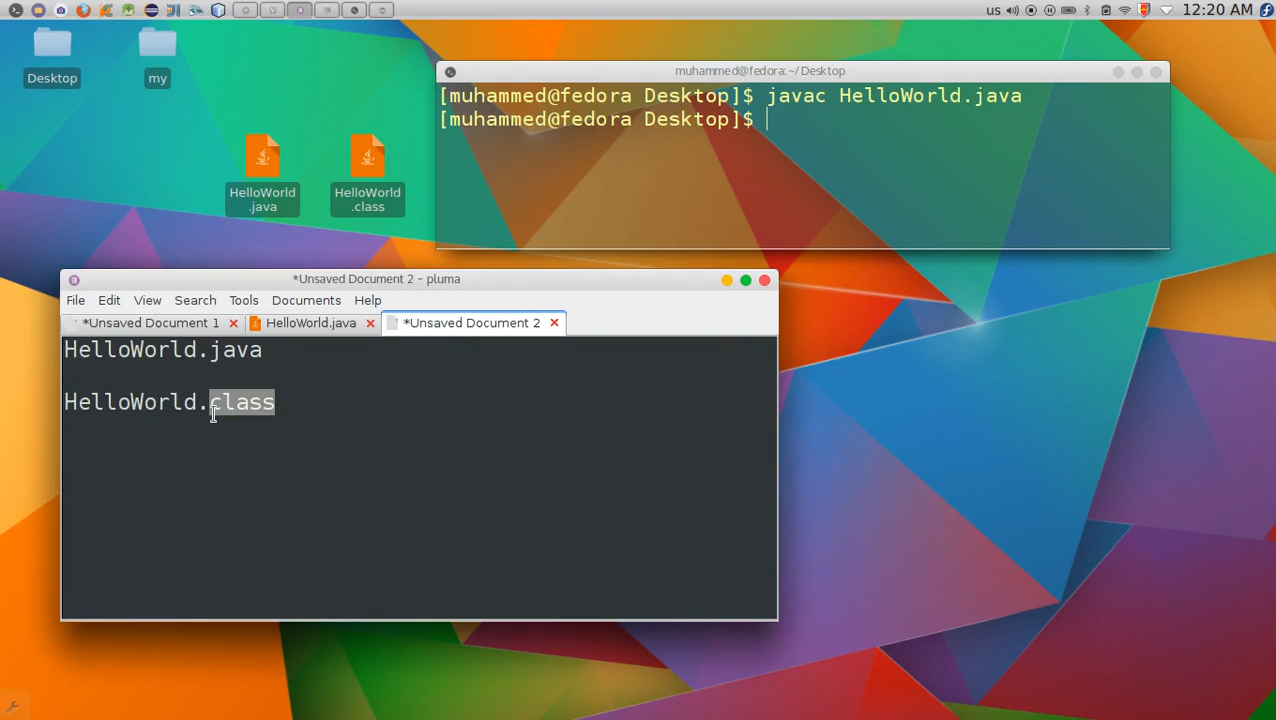 us
12:20 AM
Desktop
my
HelloWorld
.java
HelloWorld
.class
muhammed@fedora:~/Desktop
[muhammed@fedora Desktop]$ javac HelloWorld.java
[muhammed@fedora Desktop]$
*Unsaved Document 2 - pluma
File Edit View Search Tools Documents Help
*Unsaved Document 1 HelloWorld.java *Unsaved Document 2
HelloWorld.java
HelloWorld.class